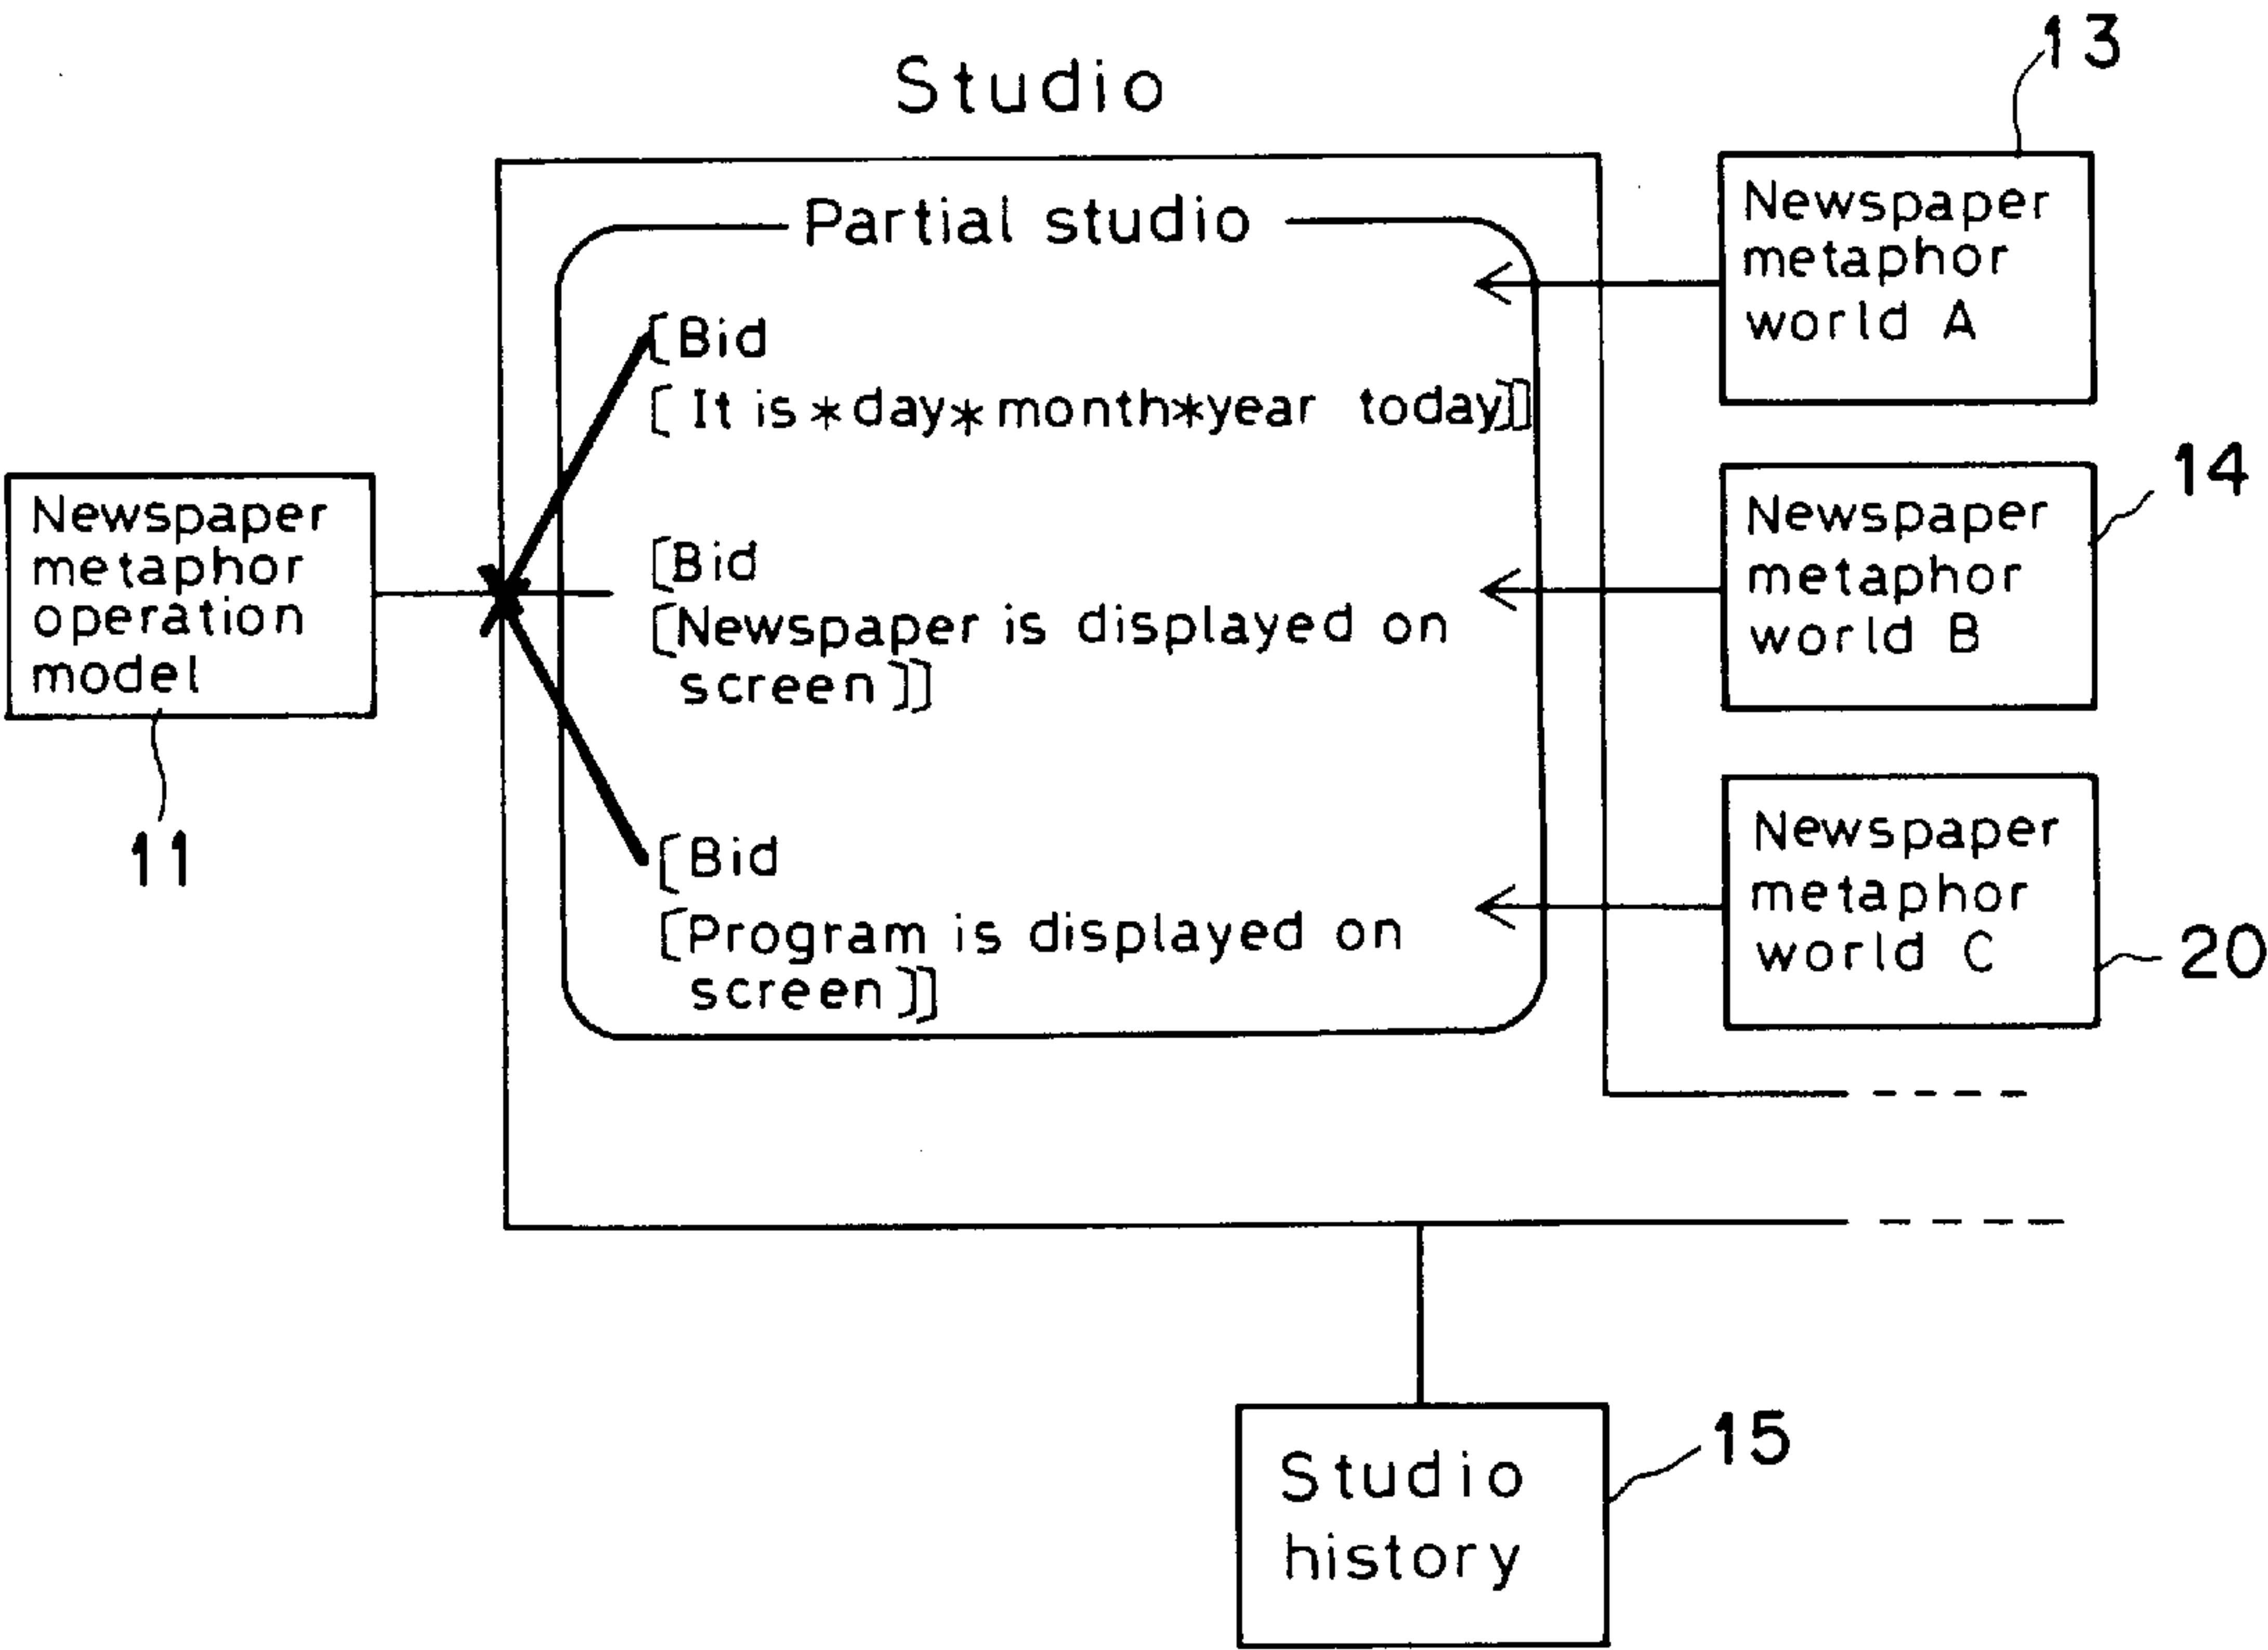 Studio
Partial studio
[Bid
[It is *day* month*year today]]
[Bid
[Newspaper is displayed on
screen]]
[Bid
[Program is displayed on
screen]]
Newspaper
metaphor
operation
model
11
13
Newspaper
metaphor
world A
14
Newspaper
metaphor
world B
Newspaper
metaphor
world C
20
Studio
history
15